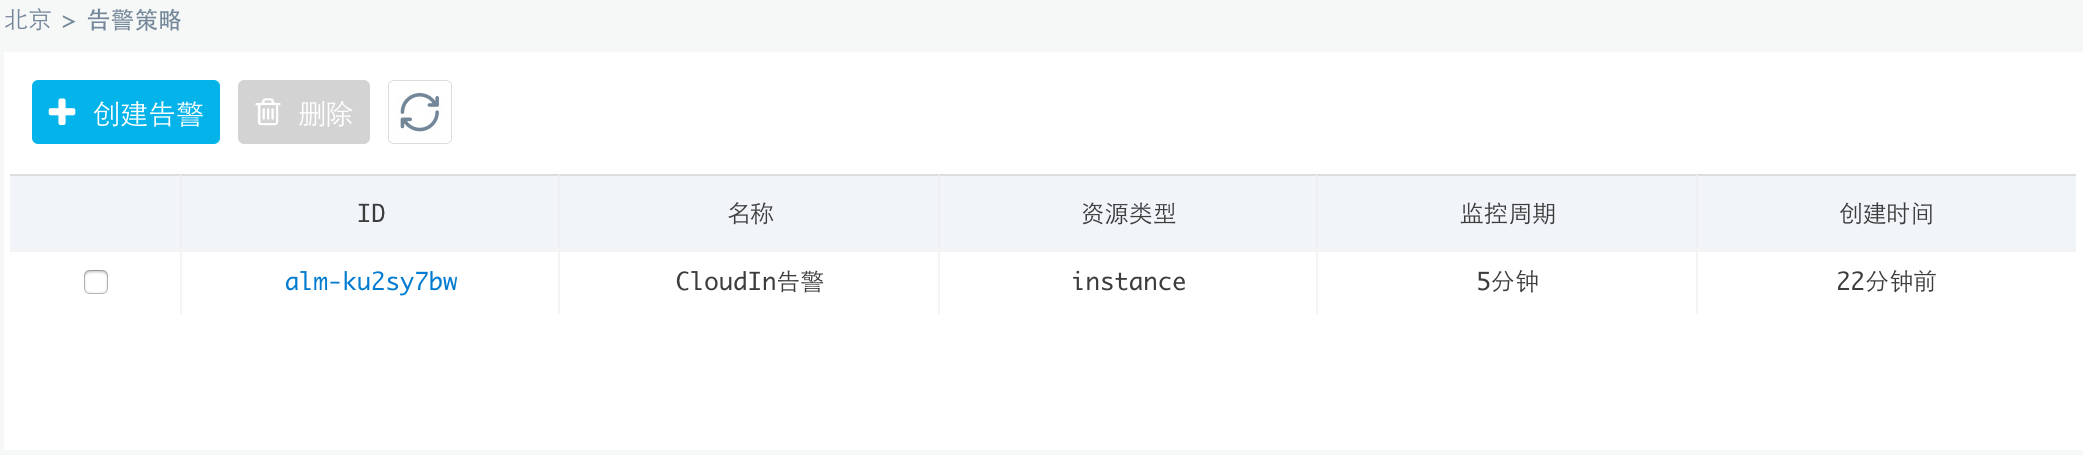 北京 > 告警策略
创建告警 删除
ID 名称 资源类型 监控周期 创建时间
alm-ku2sy7bw CloudIn告警 instance 5分钟 22分钟前